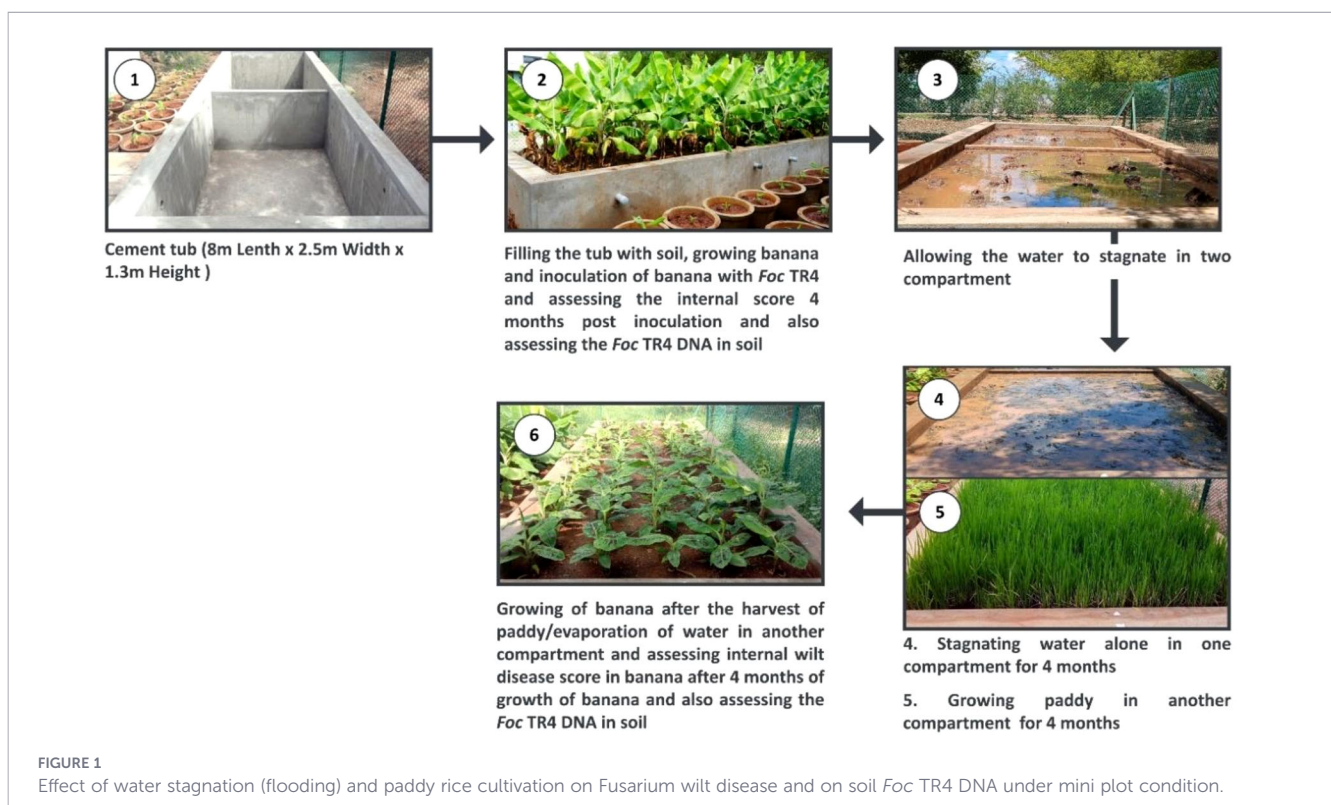 1
Cement tub (8m Lenth x 2.5m Width x
1.3m Height )
2
Filling the tub with soil, growing banana
and inoculation of banana with Foc TR4
and assessing the internal score 4
months post inoculation and also
assessing the Foc TR4 DNA in soil
3
Allowing the water to stagnate in two
compartment
4
5
4. Stagnating water alone in one
compartment for 4 months
5. Growing paddy in another
compartment for 4 months
6
Growing of banana after the harvest of
paddy/evaporation of water in another
compartment and assessing internal wilt
disease score in banana after 4 months of
growth of banana and also assessing the
Foc TR4 DNA in soil
FIGURE 1
Effect of water stagnation (flooding) and paddy rice cultivation on Fusarium wilt disease and on soil Foc TR4 DNA under mini plot condition.